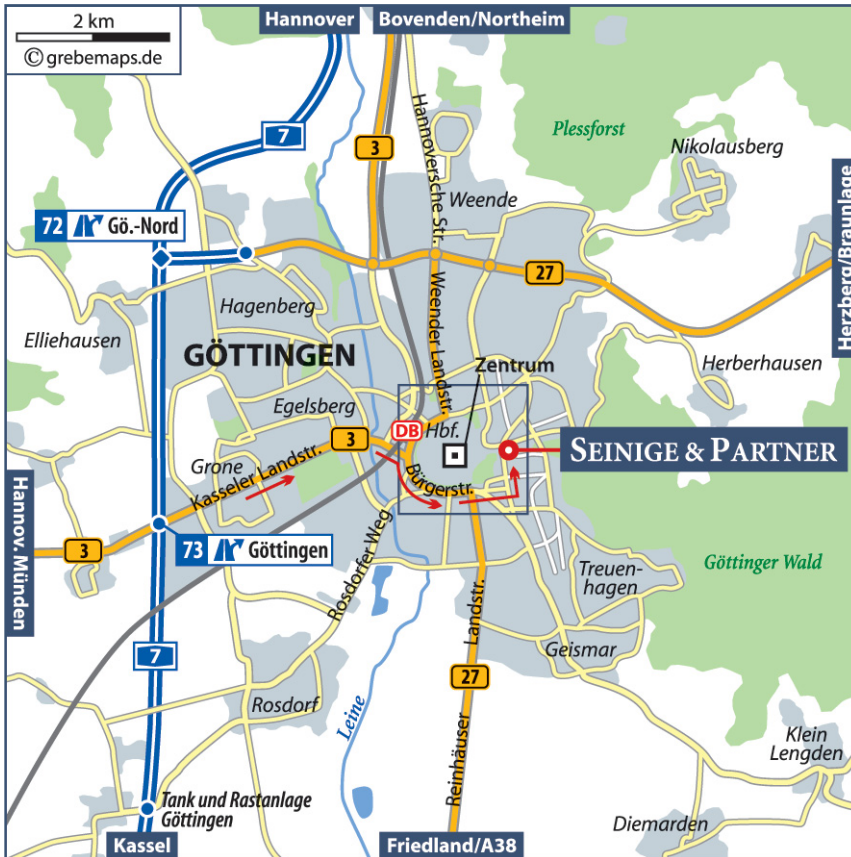 2 km
© grebemaps.de
Hannover
Bovenden/Northeim
7
3
Hannoversche Str.
Plessforst
Nikolausberg
Weende
Herzberg/Braunlage
72 Gö.-Nord
27
Hagenberg
Weender Landstr.
Elliehausen
GÖTTINGEN
Zentrum
Herberhausen
Egelsberg
DB
Hbf.
3
SEINIGE & PARTNER
Grone
Kasseler Landstr.
Bürgerstr.
Hannov. Münden
3
73 Göttingen
Rosdorfer Weg
Treuen-
hagen
Göttinger Wald
Geismar
7
27
Reinhäuser Landstr.
Rosdorf
Leine
Klein
Lengden
Tank und Rastanlage
Göttingen
Diemarden
Kassel
Friedland/A38